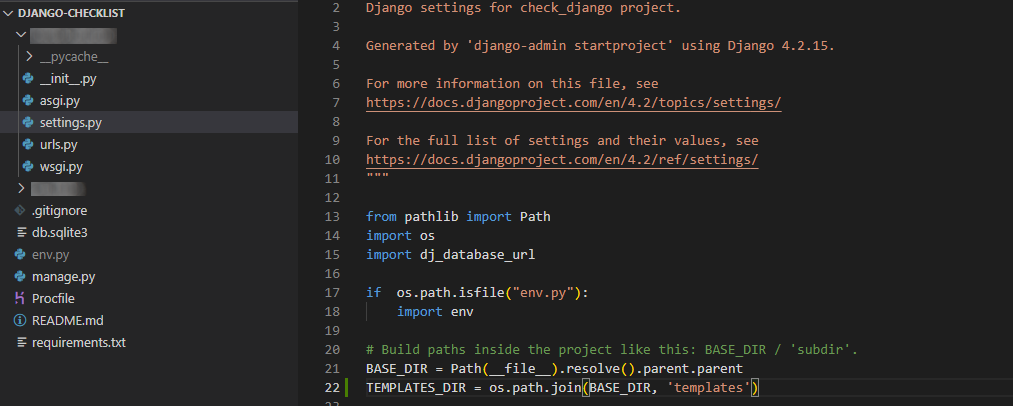 DJANGO-CHECKLIST
__pycache__
__init__.py
asgi.py
settings.py
urls.py
wsgi.py
.gitignore
db.sqlite3
env.py
manage.py
Procfile
README.md
requirements.txt
2 Django settings for check_django project.
3
4 Generated by 'django-admin startproject' using Django 4.2.15.
5
6 For more information on this file, see
7 https://docs.djangoproject.com/en/4.2/topics/settings/
8
9 For the full list of settings and their values, see
10 https://docs.djangoproject.com/en/4.2/ref/settings/
11 """
12
13 from pathlib import Path
14 import os
15 import dj_database_url
16
17 if  os.path.isfile("env.py"):
18     import env
19
20 # Build paths inside the project like this: BASE_DIR / 'subdir'.
21 BASE_DIR = Path(__file__).resolve().parent.parent
22 TEMPLATES_DIR = os.path.join(BASE_DIR, 'templates')